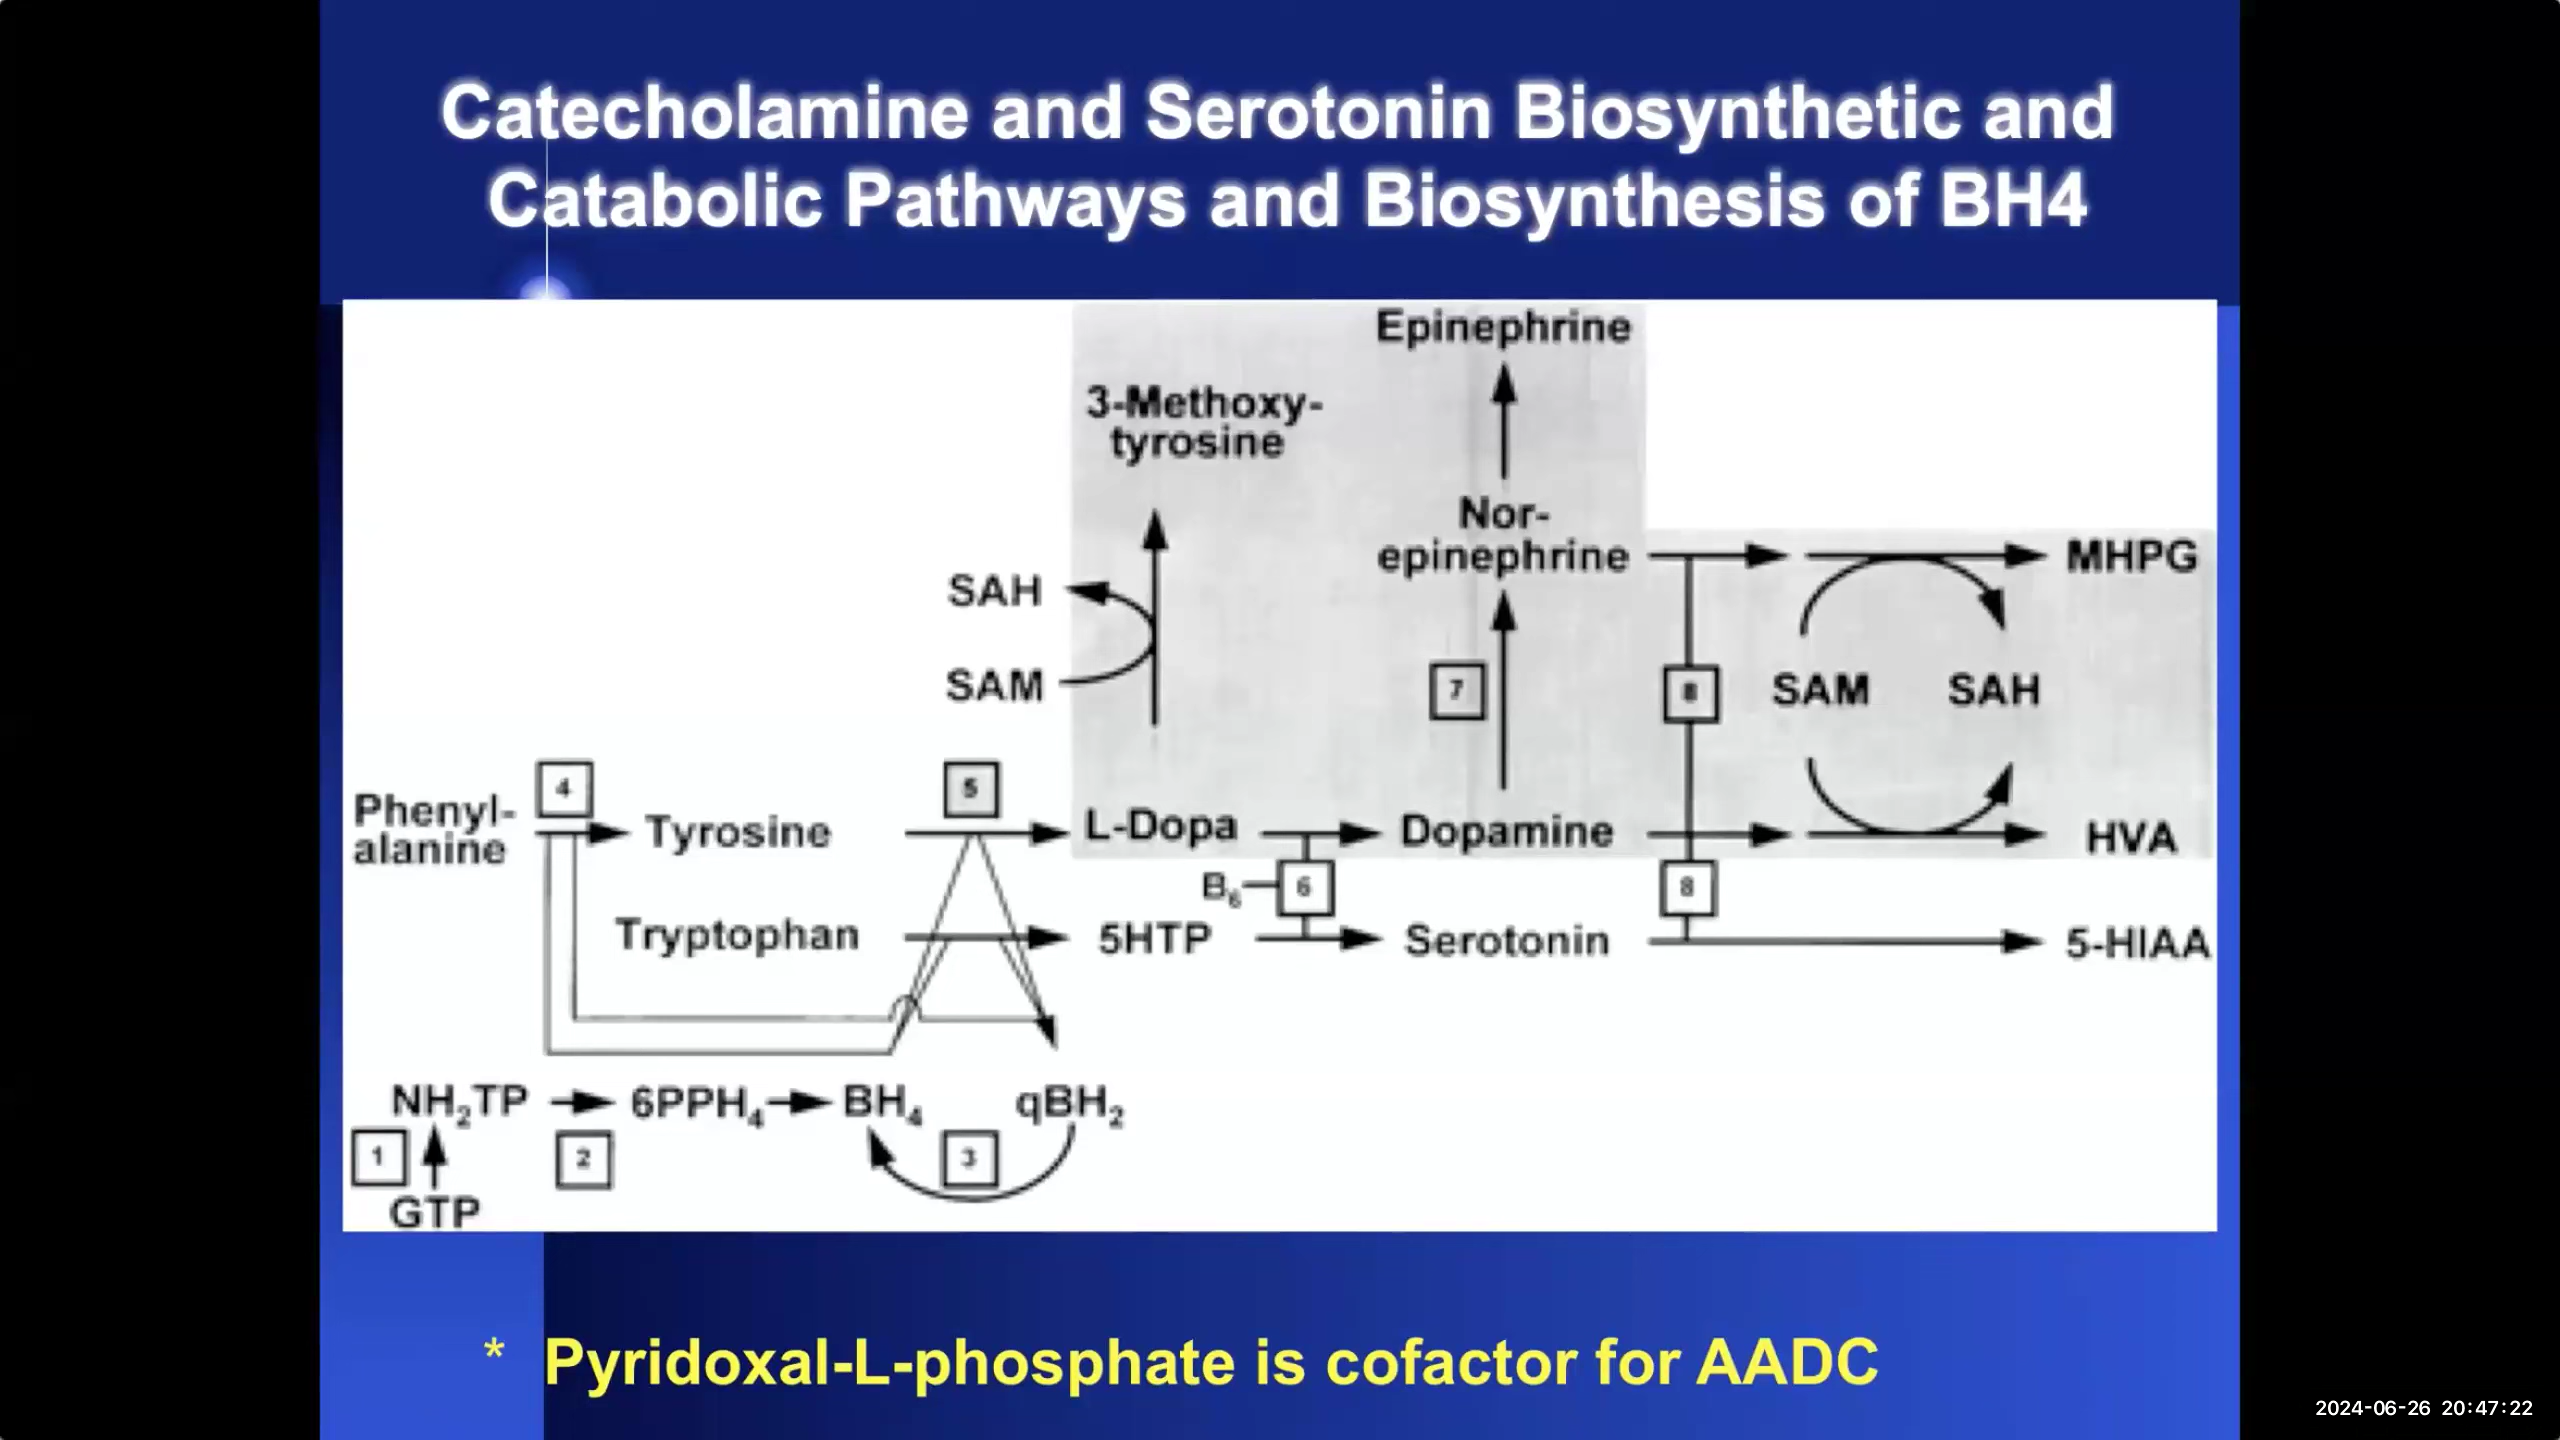 Catecholamine and Serotonin Biosynthetic and
Catabolic Pathways and Biosynthesis of BH4
Epinephrine
3-Methoxy-
tyrosine
Nor-
epinephrine
MHPG
SAH
SAM
7
8
SAM
SAH
4
5
Phenyl-
alanine
Tyrosine
L-Dopa
Dopamine
HVA
B₆
6
8
Tryptophan
5HTP
Serotonin
5-HIAA
NH₂TP
6PPH₄
BH₄
qBH₂
1
2
3
GTP
* Pyridoxal-L-phosphate is cofactor for AADC
2024-06-26 20:47:22